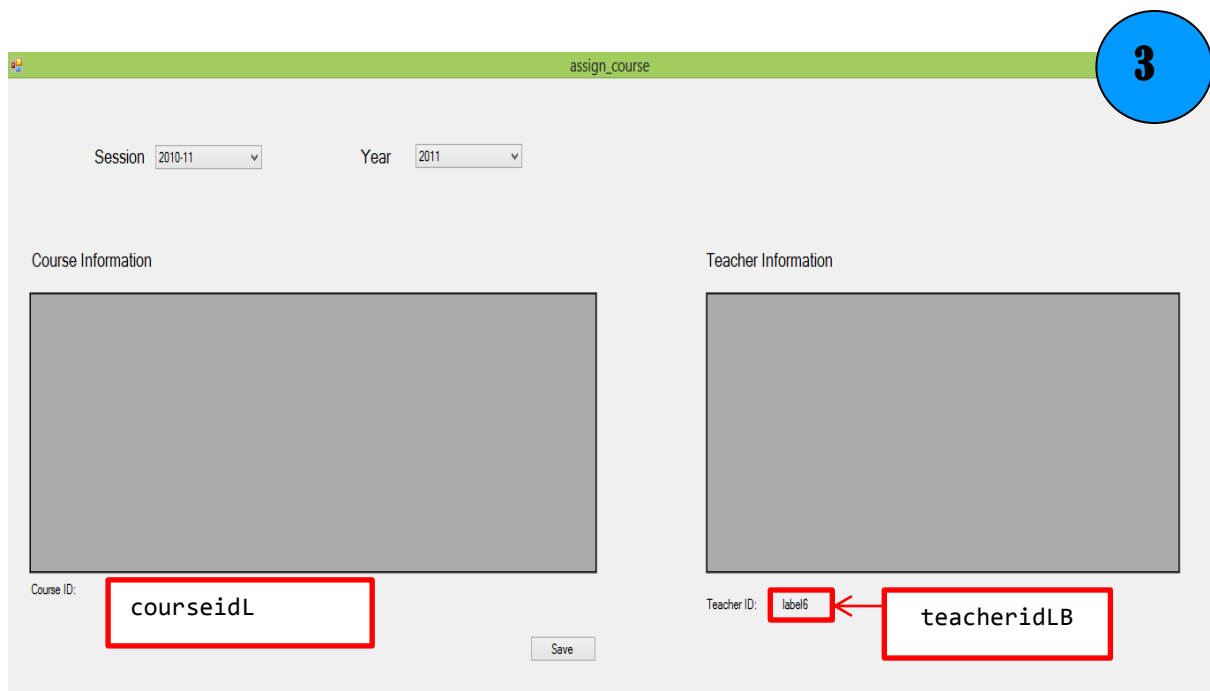 3
assign_course
Session 2010-11 Year 2011
Course Information Teacher Information
Course ID: courseidL
Teacher ID: label6 teacheridLB
Save